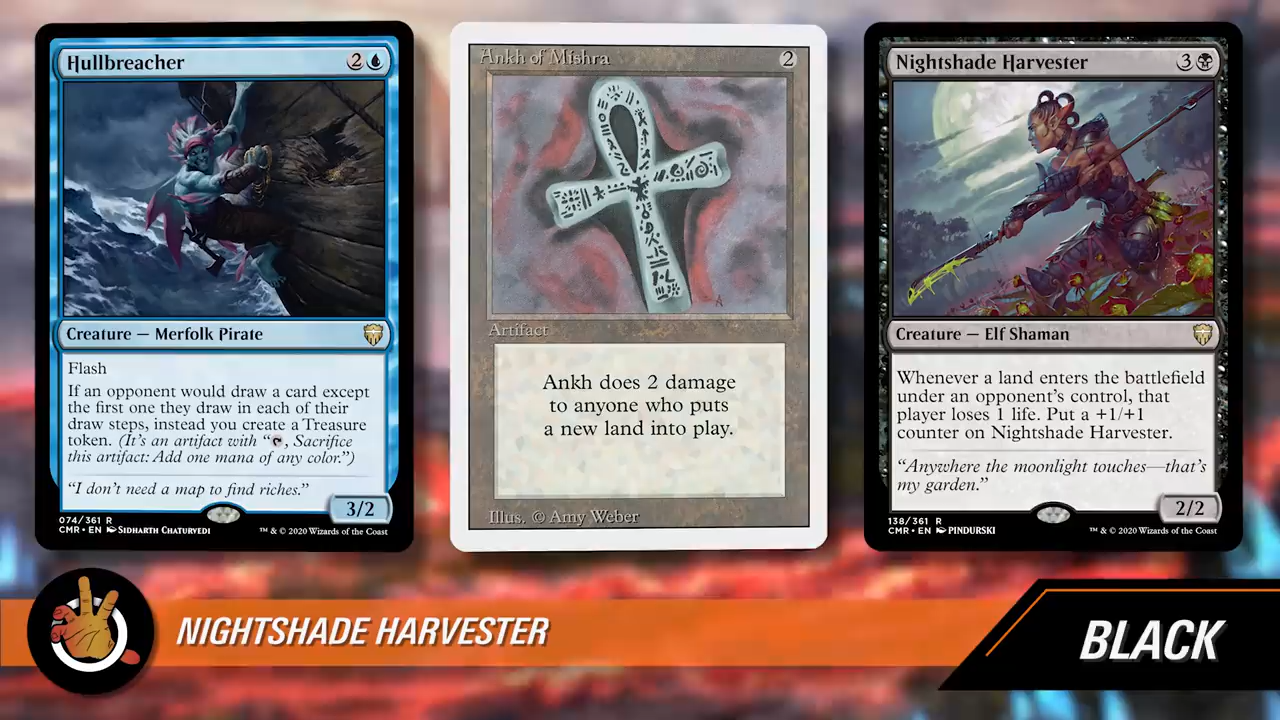 Hullbreacher 2
Creature — Merfolk Pirate
Flash
If an opponent would draw a card except
the first one they draw in each of their
draw steps, instead you create a Treasure
token. (It's an artifact with “, Sacrifice
this artifact: Add one mana of any color.”)
“I don't need a map to find riches.”
3/2
074/361 R
CMR • EN SIDHARTH CHATURVEDI
™ & © 2020 Wizards of the Coast
Ankh of Mishra 2
Artifact
Ankh does 2 damage
to anyone who puts
a new land into play.
Illus. © Amy Weber
Nightshade Harvester 3
Creature — Elf Shaman
Whenever a land enters the battlefield
under an opponent's control, that
player loses 1 life. Put a +1/+1
counter on Nightshade Harvester.
“Anywhere the moonlight touches—that's
my garden.”
2/2
138/361 R
CMR • EN PINDURSKI
™ & © 2020 Wizards of the Coast
NIGHTSHADE HARVESTER
BLACK